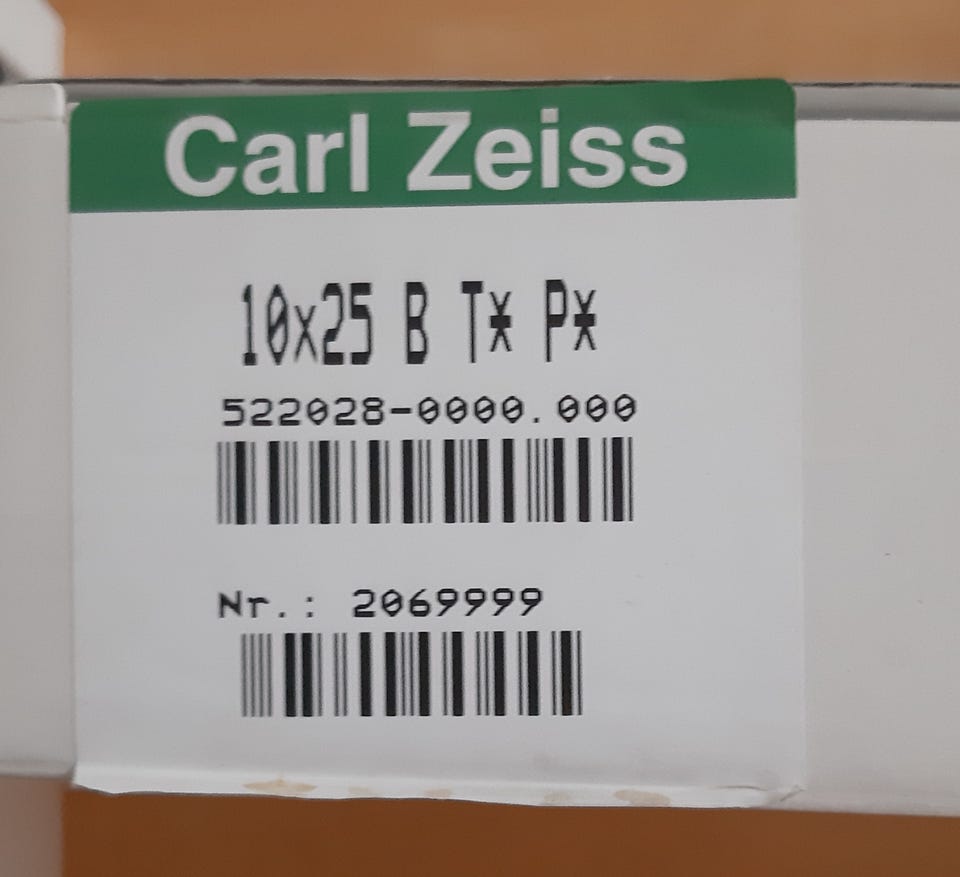 Carl Zeiss
10x25 B T* P*
522028-0000.000
Nr.: 2069999